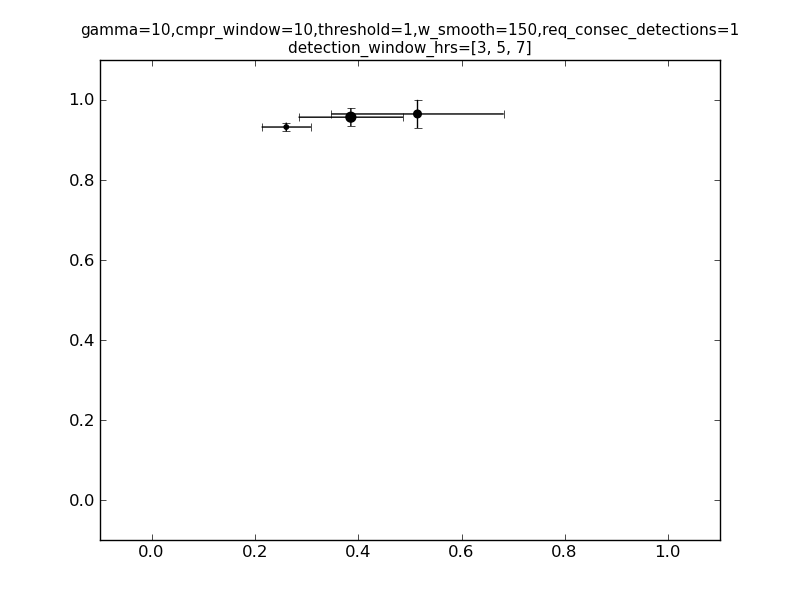 gamma=10,cmpr_window=10,threshold=1,w_smooth=150,req_consec_detections=1
detection_window_hrs=[3, 5, 7]
1.0
0.8
0.6
0.4
0.2
0.0
0.0 0.2 0.4 0.6 0.8 1.0